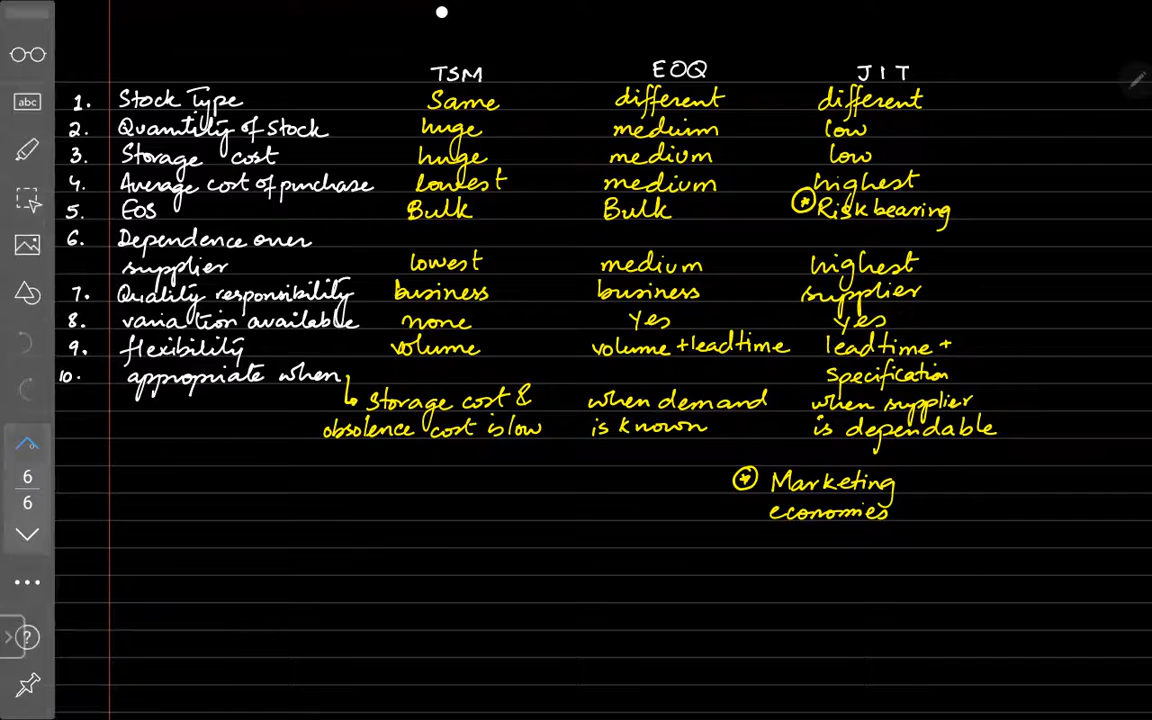 TSM EOQ JIT
1. Stock Type Same different different
2. Quantity of Stock huge medium low
3. Storage cost huge medium low
4. Average cost of purchase lowest medium highest
5. EOS Bulk Bulk * Risk bearing
6. Dependence over
supplier lowest medium highest
7. Quality responsibility business business supplier
8. variation available none Yes Yes
9. flexibility volume volume + leadtime leadtime +
10. appropriate when Specification
Storage cost & when demand when supplier
obsolence cost is low is known is dependable
* Marketing
economies
abc
6
6
?